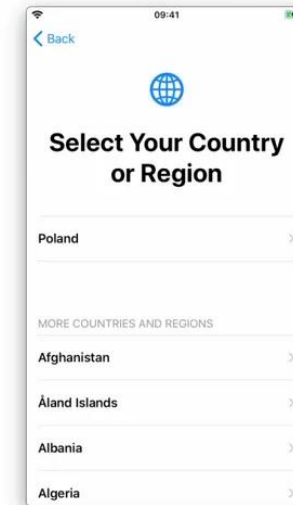 09:41
Back
Select Your Country
or Region
Poland
MORE COUNTRIES AND REGIONS
Afghanistan
Åland Islands
Albania
Algeria